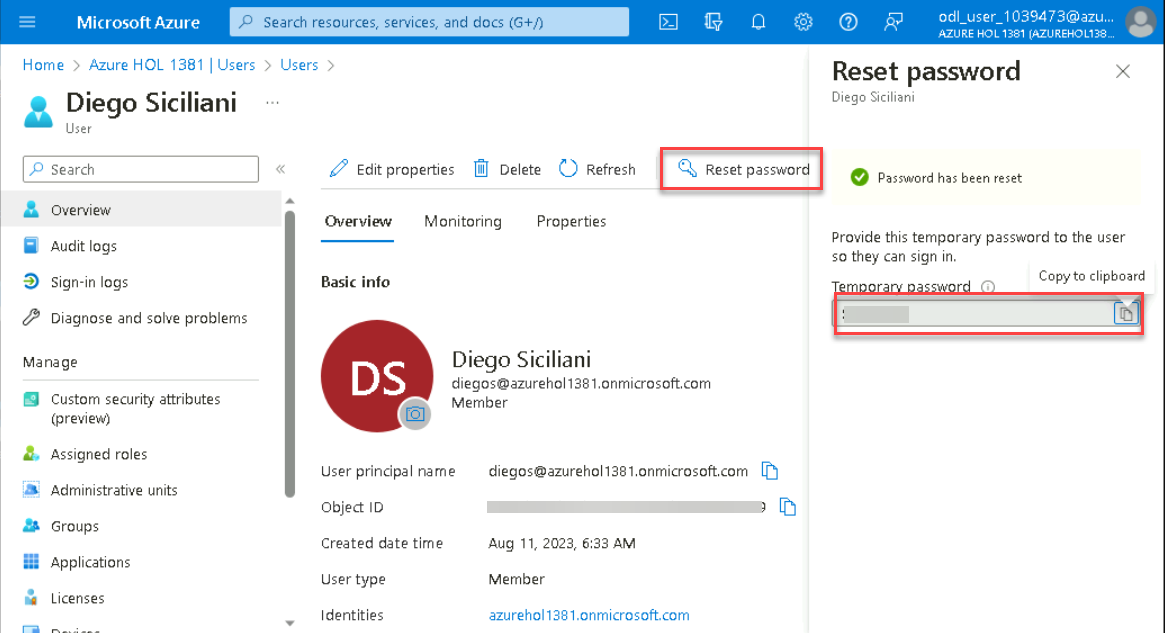 Microsoft Azure
Search resources, services, and docs (G+/)
odl_user_1039473@azu...
AZURE HOL 1381 (AZUREHOL138...
Home > Azure HOL 1381 | Users > Users >
Diego Siciliani ...
User
Search
«
Overview
Audit logs
Sign-in logs
Diagnose and solve problems
Manage
Custom security attributes
(preview)
Assigned roles
Administrative units
Groups
Applications
Licenses
Devices
Edit properties
Delete
Refresh
Reset password
Overview
Monitoring
Properties
Basic info
DS
Diego Siciliani
diegos@azurehol1381.onmicrosoft.com
Member
User principal name
diegos@azurehol1381.onmicrosoft.com
Object ID
Created date time
Aug 11, 2023, 6:33 AM
User type
Member
Identities
azurehol1381.onmicrosoft.com
Reset password
Diego Siciliani
Password has been reset
Provide this temporary password to the user
so they can sign in.
Copy to clipboard
Temporary password